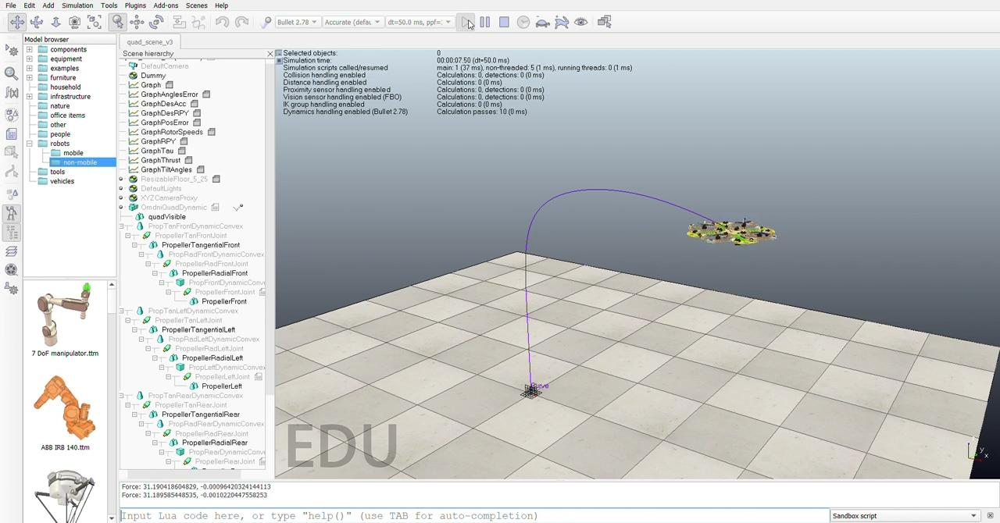 File Edit Add Simulation Tools Plugins Add-ons Scenes Help
Bullet 2.78 Accurate (defau dt=50.0 ms, ppf=:
Model browser
components
equipment
examples
furniture
household
infrastructure
nature
office items
other
people
robots
mobile
non-mobile
tools
vehicles
7 DoF manipulator.ttm
ABB IRB 140.ttm
quad_scene_v3
Scene hierarchy
DefaultCamera
Dummy
Graph
GraphAnglesError
GraphDesAcc
GraphDesRPY
GraphPosError
GraphRotorSpeeds
GraphRPY
GraphTau
GraphThrust
GraphTiltAngles
ResizableFloor_5_25
DefaultLights
XYZCameraProxy
OmdniQuadDynamic
quadVisible
PropTanFrontDynamicConvex
PropellerTanFrontJoint
PropellerTangentialFront
PropRadFrontDynamicConvex
PropellerRadFrontJoint
PropellerRadialFront
PropFrontDynamicConve
PropellerFrontJoint
PropellerFront
PropTanLeftDynamicConvex
PropellerTanLeftJoint
PropellerTangentialLeft
PropRadLeftDynamicConvex
PropellerRadLeftJoint
PropellerRadialLeft
PropLeftDynamicConve
PropellerLeftJoint
PropellerLeft
PropTanRearDynamicConvex
PropellerTanRearJoint
PropellerTangentialRear
PropRadRearDynamicConvex
PropellerRadRearJoint
PropellerRadialRear
PropRearDynamicConve
PropellerRearJoint
Selected objects: 0
Simulation time: 00:00:07.50 (dt=50.0 ms)
Simulation scripts called/resumed main: 1 (37 ms), non-threaded: 5 (1 ms), running threads: 0 (1 ms)
Collision handling enabled Calculations: 0, detections: 0 (0 ms)
Distance handling enabled Calculations: 0 (0 ms)
Proximity sensor handling enabled Calculations: 0, detections: 0 (0 ms)
Vision sensor handling enabled (FBO) Calculations: 0, detections: 0 (0 ms)
IK group handling enabled Calculations: 0 (0 ms)
Dynamics handling enabled (Bullet 2.78) Calculation passes: 10 (0 ms)
Curve
EDU
y
x
Force: 31.190418604829, -0.00096420324144113
Force: 31.189585448535, -0.0010220447558253
Input Lua code here, or type "help()" (use TAB for auto-completion)
Sandbox script